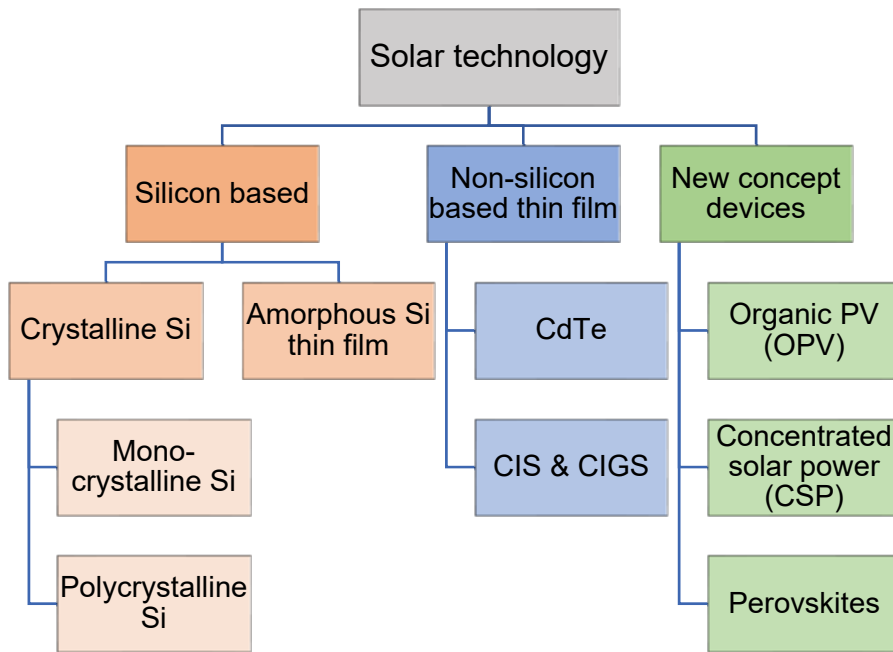 Solar technology
Silicon based
Non-silicon
based thin film
New concept
devices
Crystalline Si
Amorphous Si
thin film
CdTe
Organic PV
(OPV)
Mono-
crystalline Si
CIS & CIGS
Concentrated
solar power
(CSP)
Polycrystalline
Si
Perovskites